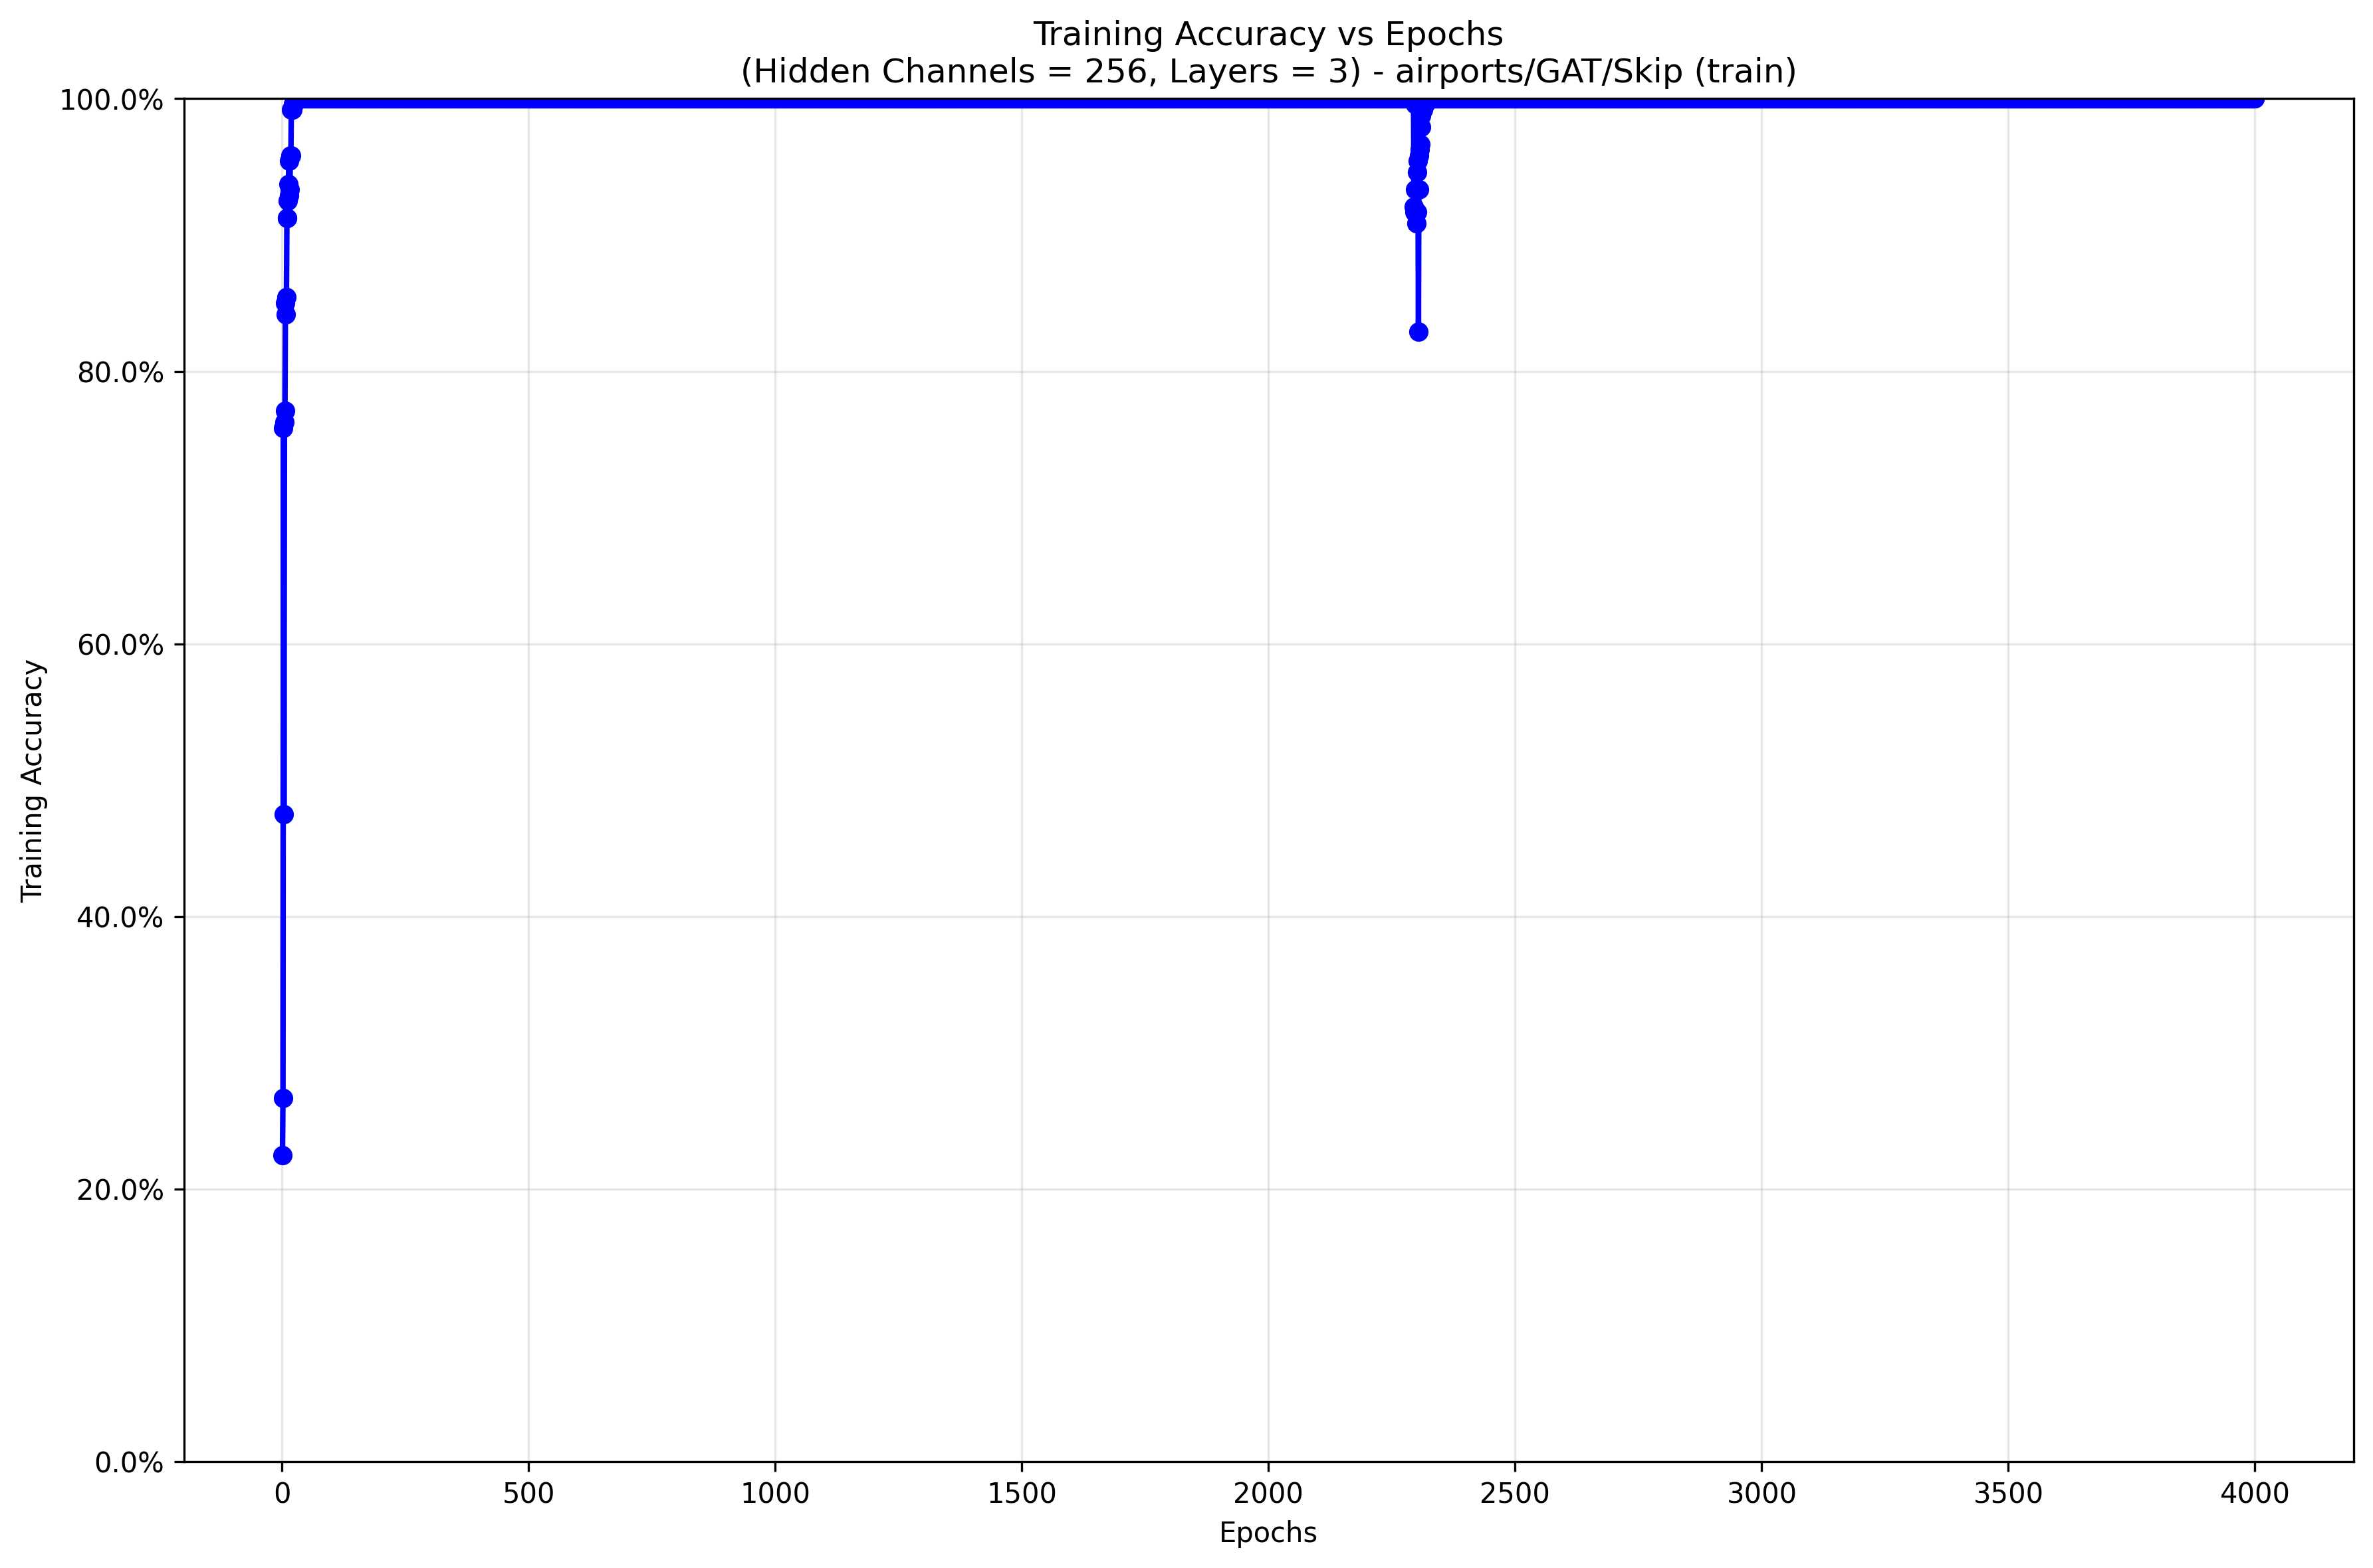 Training Accuracy vs Epochs
(Hidden Channels = 256, Layers = 3) - airports/GAT/Skip (train)
100.0%
80.0%
60.0%
40.0%
20.0%
0.0%
Training Accuracy
0 500 1000 1500 2000 2500 3000 3500 4000
Epochs